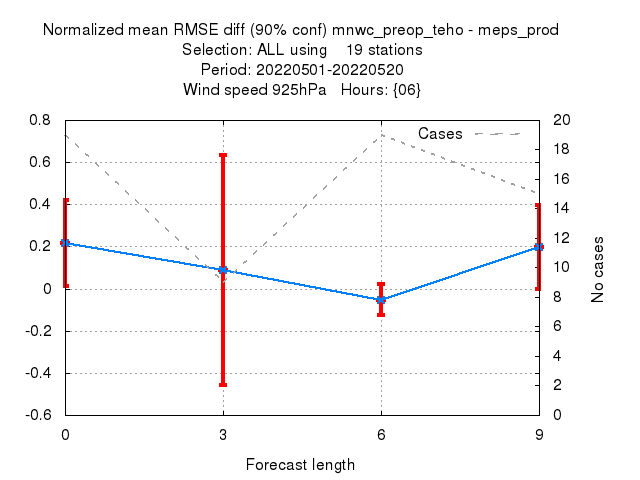 Normalized mean RMSE diff (90% conf) mnwc_preop_teho - meps_prod
Selection: ALL using    19 stations
Period: 20220501-20220520
Wind speed 925hPa   Hours: {06}
Cases
0.8
0.6
0.4
0.2
0
-0.2
-0.4
-0.6
20
18
16
14
12
10
8
6
4
2
0
No cases
0 3 6 9
Forecast length